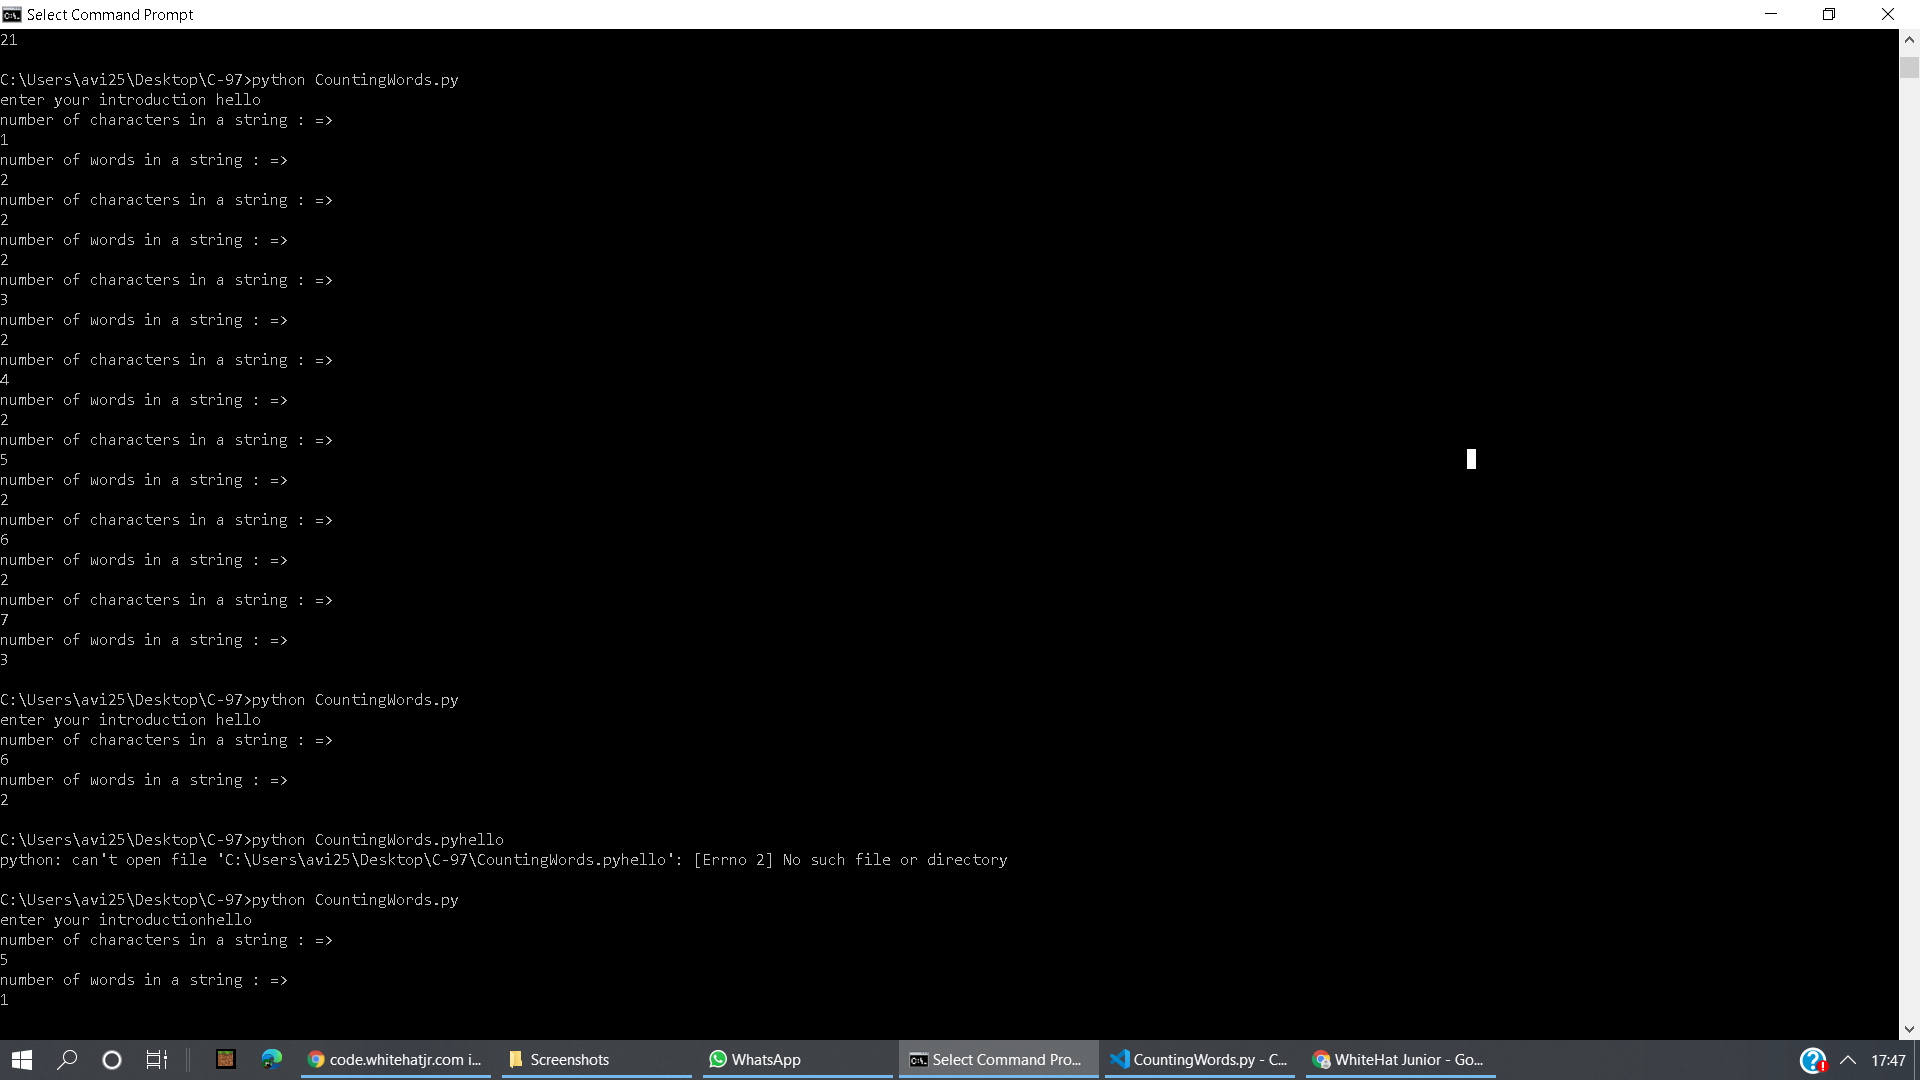 Select Command Prompt
21
C:\Users\avi25\Desktop\C-97>python CountingWords.py
enter your introduction hello
number of characters in a string : =>
1
number of words in a string : =>
2
number of characters in a string : =>
2
number of words in a string : =>
2
number of characters in a string : =>
3
number of words in a string : =>
2
number of characters in a string : =>
4
number of words in a string : =>
2
number of characters in a string : =>
5
number of words in a string : =>
2
number of characters in a string : =>
6
number of words in a string : =>
2
number of characters in a string : =>
7
number of words in a string : =>
3
C:\Users\avi25\Desktop\C-97>python CountingWords.py
enter your introduction hello
number of characters in a string : =>
6
number of words in a string : =>
2
C:\Users\avi25\Desktop\C-97>python CountingWords.pyhello
python: can't open file 'C:\Users\avi25\Desktop\C-97\CountingWords.pyhello': [Errno 2] No such file or directory
C:\Users\avi25\Desktop\C-97>python CountingWords.py
enter your introductionhello
number of characters in a string : =>
5
number of words in a string : =>
1
code.whitehatjr.com i... Screenshots WhatsApp Select Command Pro... CountingWords.py - C... WhiteHat Junior - Go... 17:47